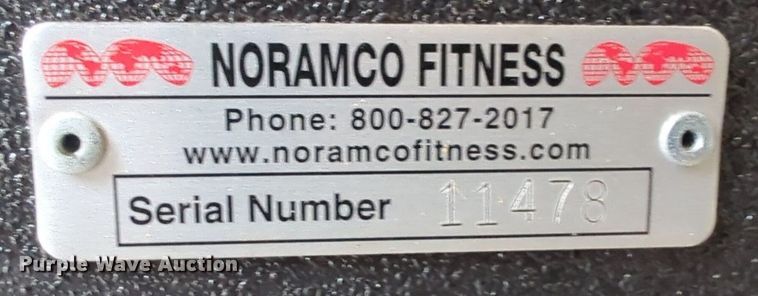 NORAMCO FITNESS
Phone: 800-827-2017
www.noramcofitness.com
Serial Number 11478
Purple Wave Auction